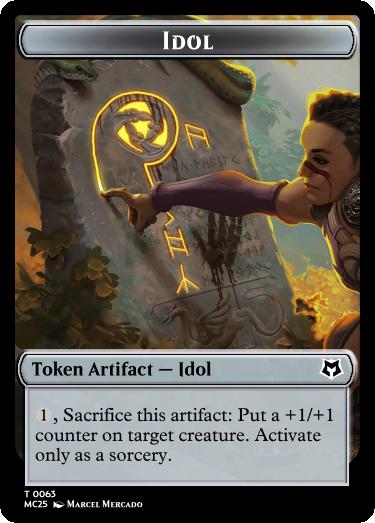 Idol
Token Artifact — Idol
1, Sacrifice this artifact: Put a +1/+1
counter on target creature. Activate
only as a sorcery.
T 0063
MC25 Marcel Mercado